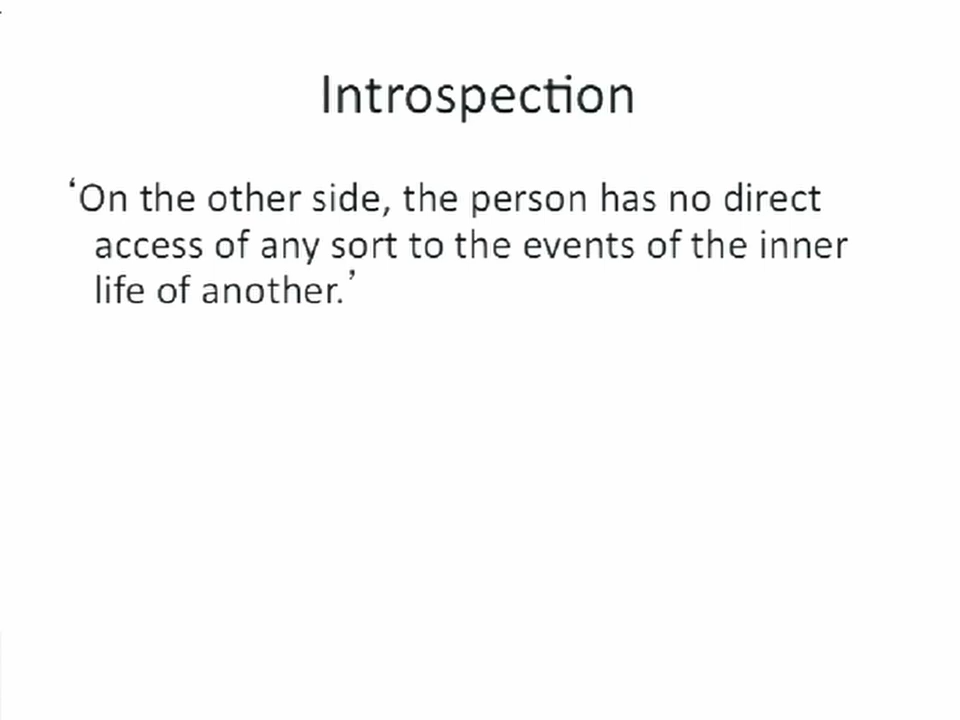 Introspection
‘On the other side, the person has no direct
access of any sort to the events of the inner
life of another.’